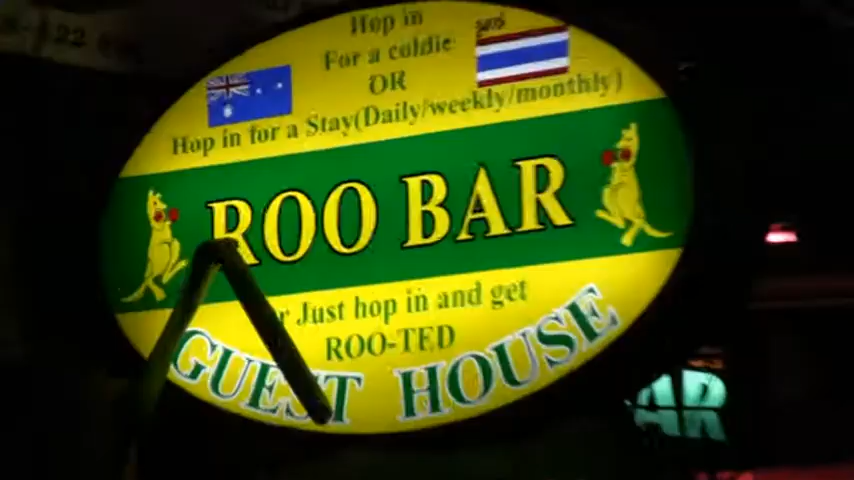 Hop in
For a coldie
OR
Hop in for a Stay(Daily/weekly/monthly)
ROO BAR
Just hop in and get
ROO-TED
GUEST HOUSE